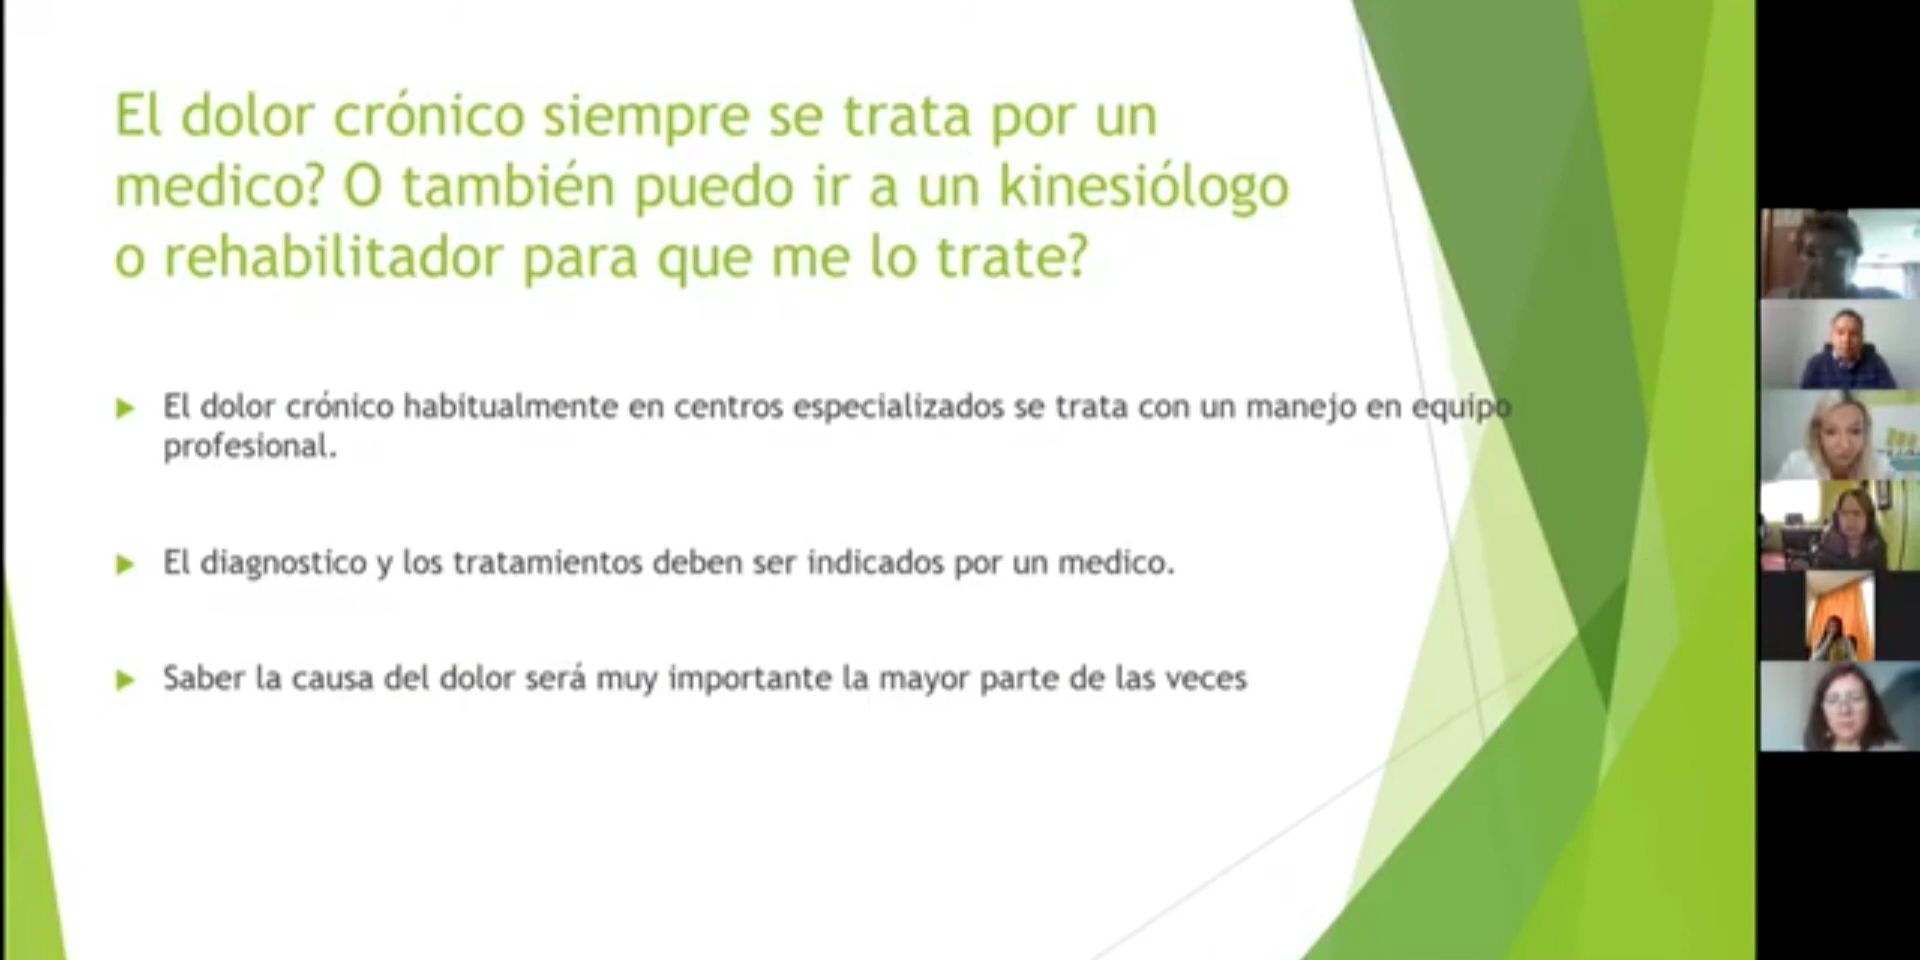 El dolor crónico siempre se trata por un
medico? O también puedo ir a un kinesiólogo
o rehabilitador para que me lo trate?
El dolor crónico habitualmente en centros especializados se trata con un manejo en equipo
profesional.
El diagnostico y los tratamientos deben ser indicados por un medico.
Saber la causa del dolor será muy importante la mayor parte de las veces